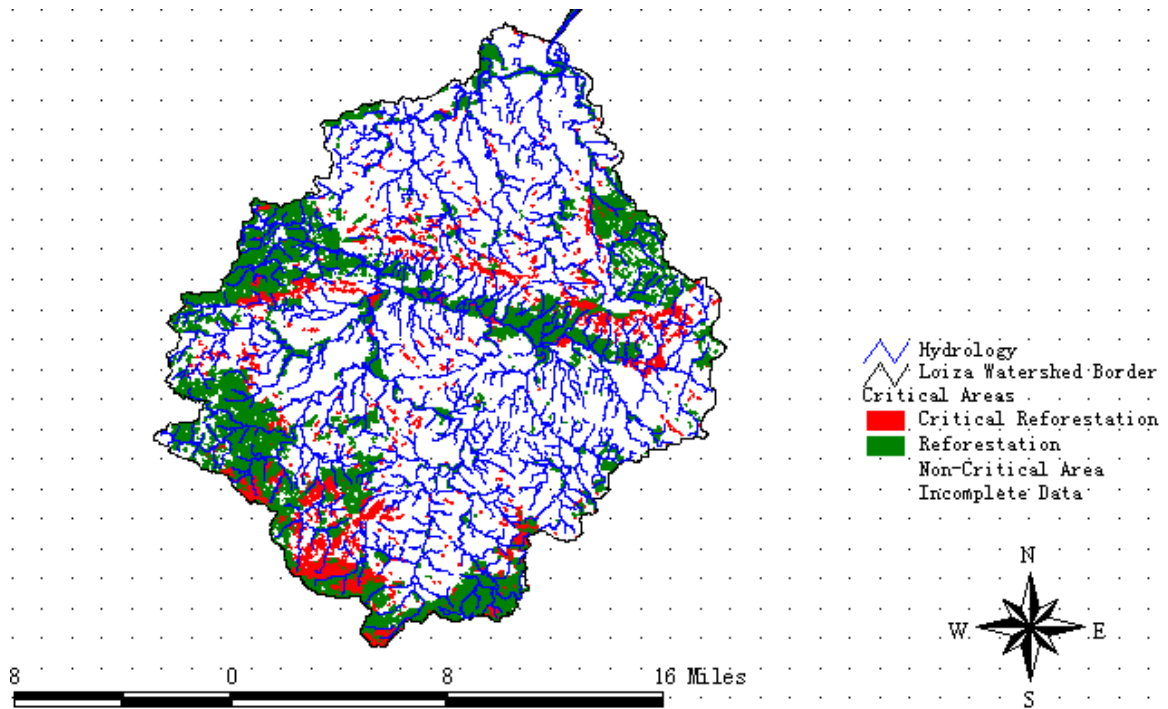 Hydrology
Loiza Watershed Border
Critical Areas
Critical Reforestation
Reforestation
Non-Critical Area
Incomplete Data
N
W E
S
8 0 8 16 Miles